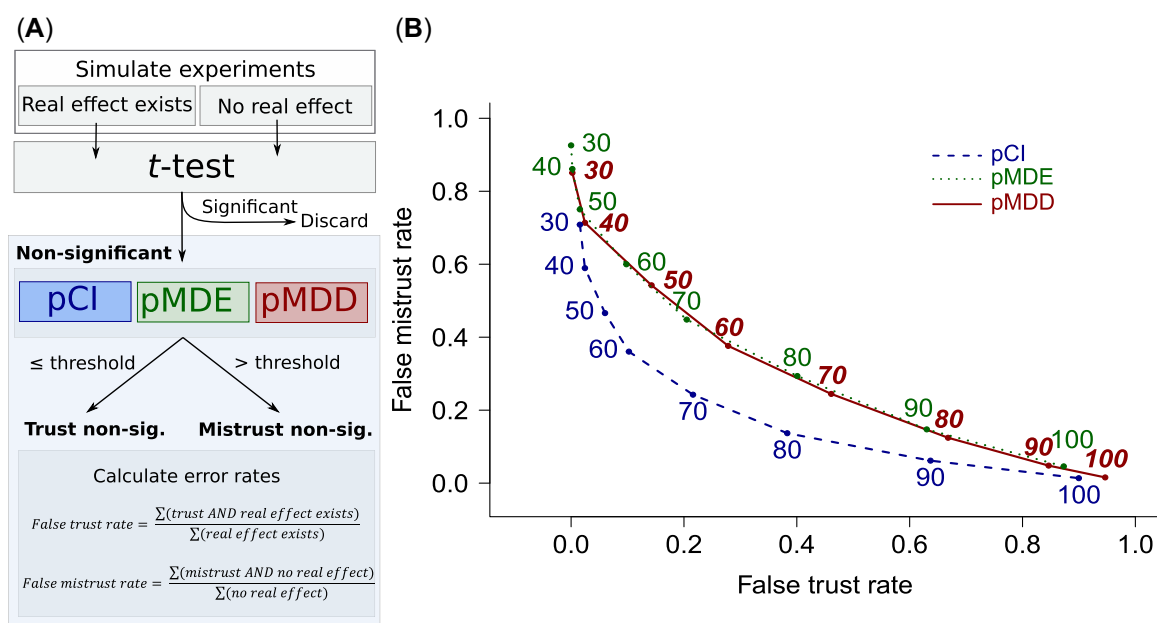 (A)
Simulate experiments
Real effect exists
No real effect
t-test
Significant
Discard
Non-significant
pCI
pMDE
pMDD
≤ threshold
> threshold
Trust non-sig.
Mistrust non-sig.
Calculate error rates
False trust rate = ∑(trust AND real effect exists) / ∑(real effect exists)
False mistrust rate = ∑(mistrust AND no real effect) / ∑(no real effect)
(B)
False mistrust rate
1.0
0.8
0.6
0.4
0.2
0.0
30
40
30
50
30
40
40
60
50
50
70
60
60
80
70
70
90
80
80
100
90
100
90
100
pCI
pMDE
pMDD
0.0
0.2
0.4
0.6
0.8
1.0
False trust rate